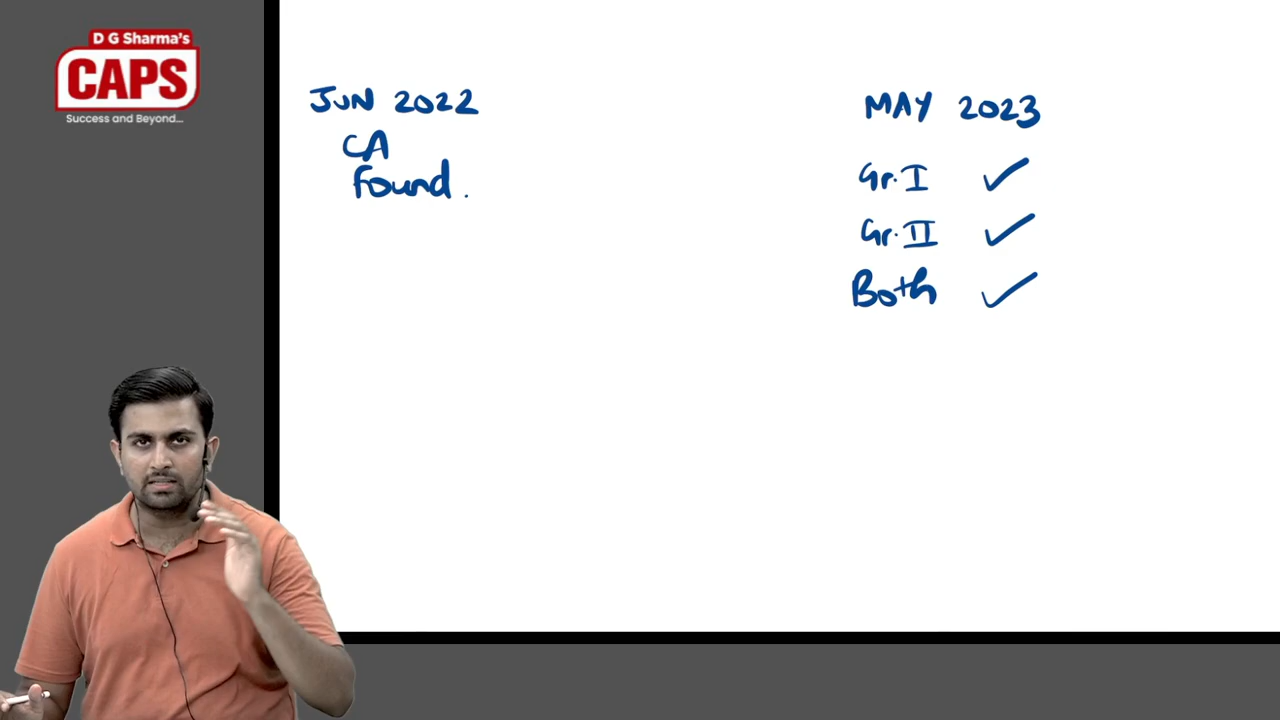 D G Sharma's
CAPS
Success and Beyond...
JUN 2022
CA
Found.
MAY 2023
Gr. I
Gr. II
Both